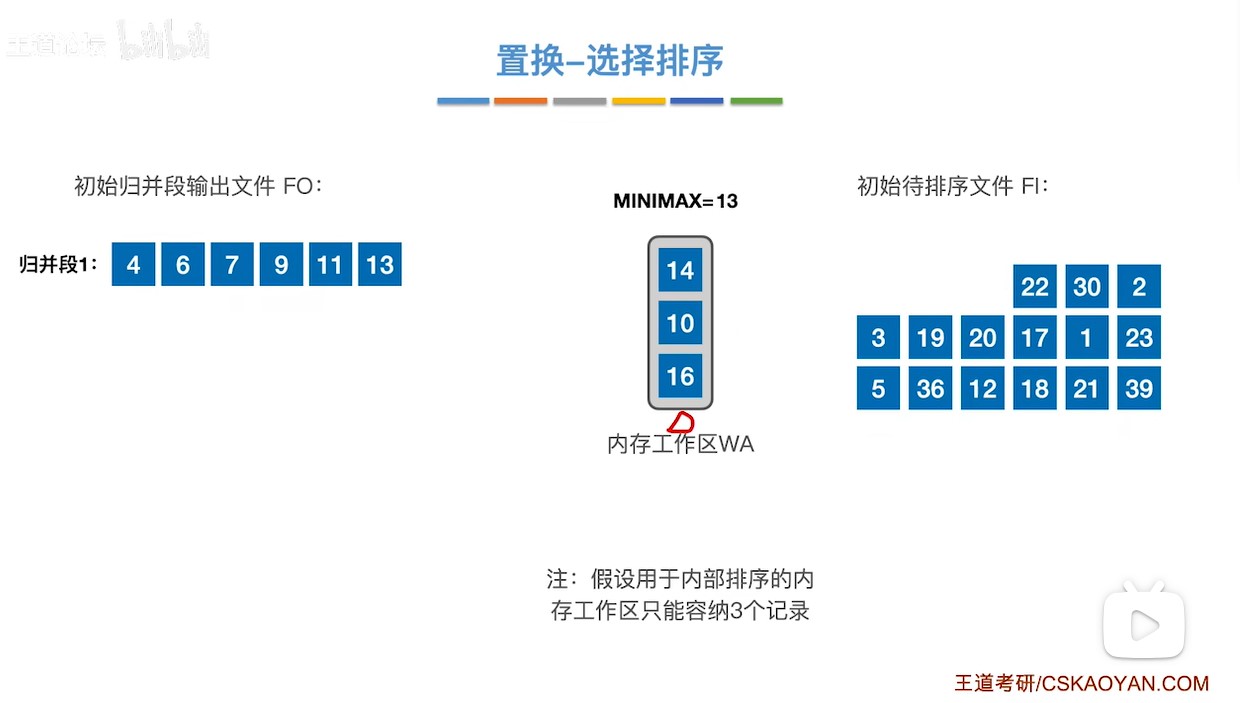 王道论坛 bilibili
置换-选择排序
初始归并段输出文件 FO：
MINIMAX=13
初始待排序文件 FI：
归并段1： 4 6 7 9 11 13
14
10
16
22 30 2
3 19 20 17 1 23
5 36 12 18 21 39
内存工作区WA
注：假设用于内部排序的内
存工作区只能容纳3个记录
王道考研/CSKAOYAN.COM